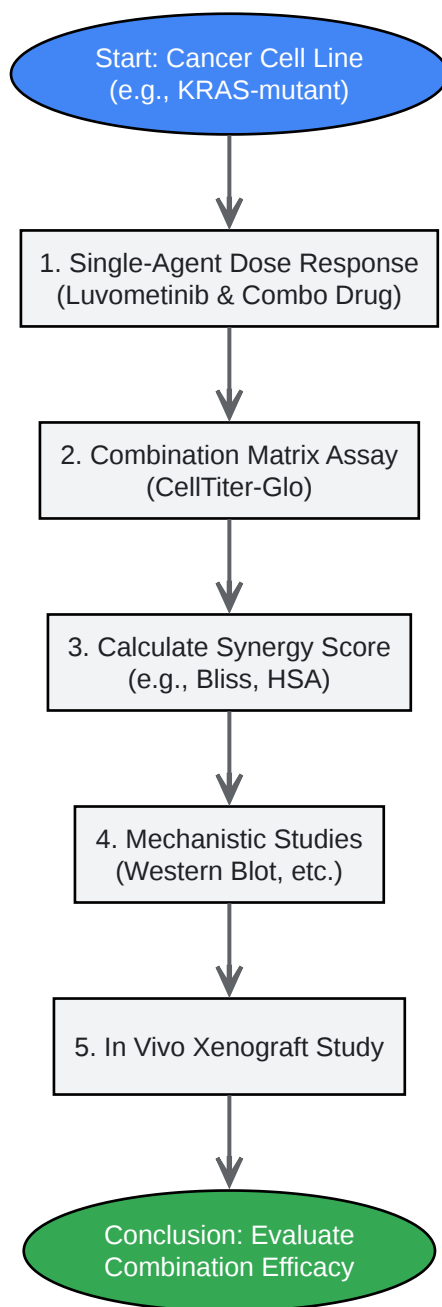 Start: Cancer Cell Line
(e.g., KRAS-mutant)
1. Single-Agent Dose Response
(Luvometinib & Combo Drug)
2. Combination Matrix Assay
(CellTiter-Glo)
3. Calculate Synergy Score
(e.g., Bliss, HSA)
4. Mechanistic Studies
(Western Blot, etc.)
5. In Vivo Xenograft Study
Conclusion: Evaluate
Combination Efficacy